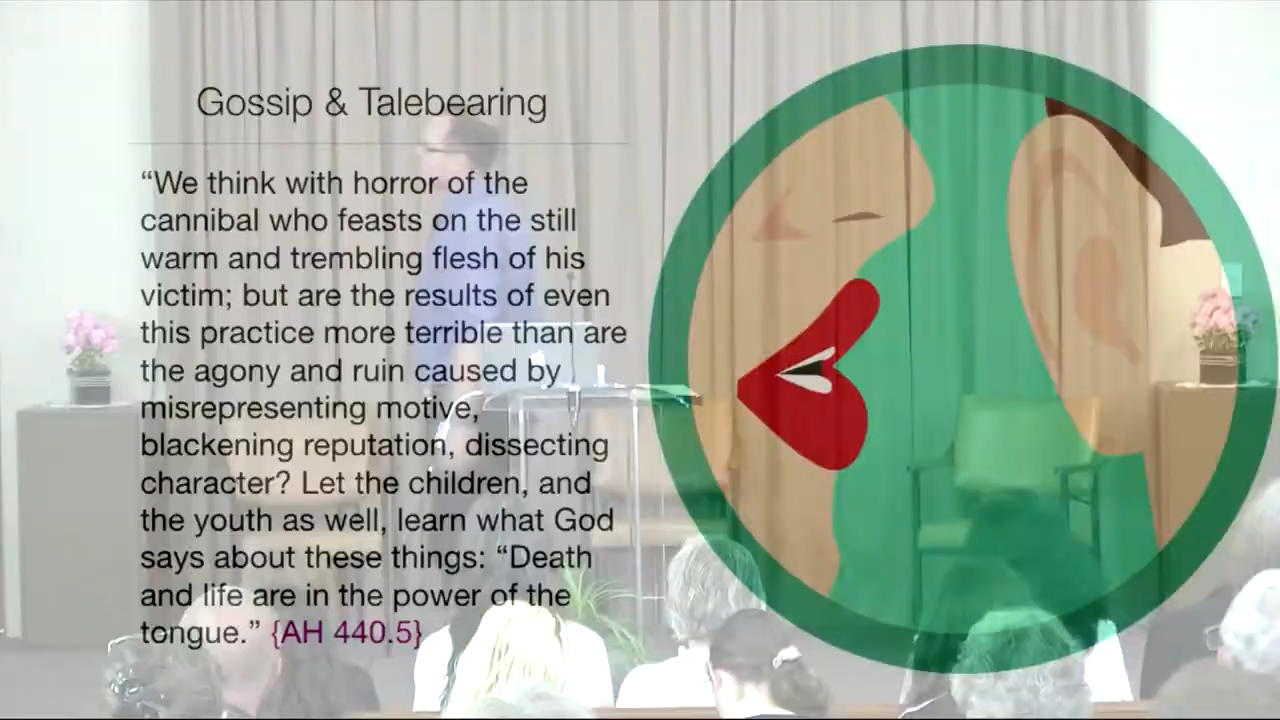 Gossip & Talebearing
“We think with horror of the
cannibal who feasts on the still
warm and trembling flesh of his
victim; but are the results of even
this practice more terrible than are
the agony and ruin caused by
misrepresenting motive,
blackening reputation, dissecting
character? Let the children, and
the youth as well, learn what God
says about these things: “Death
and life are in the power of the
tongue.” {AH 440.5}